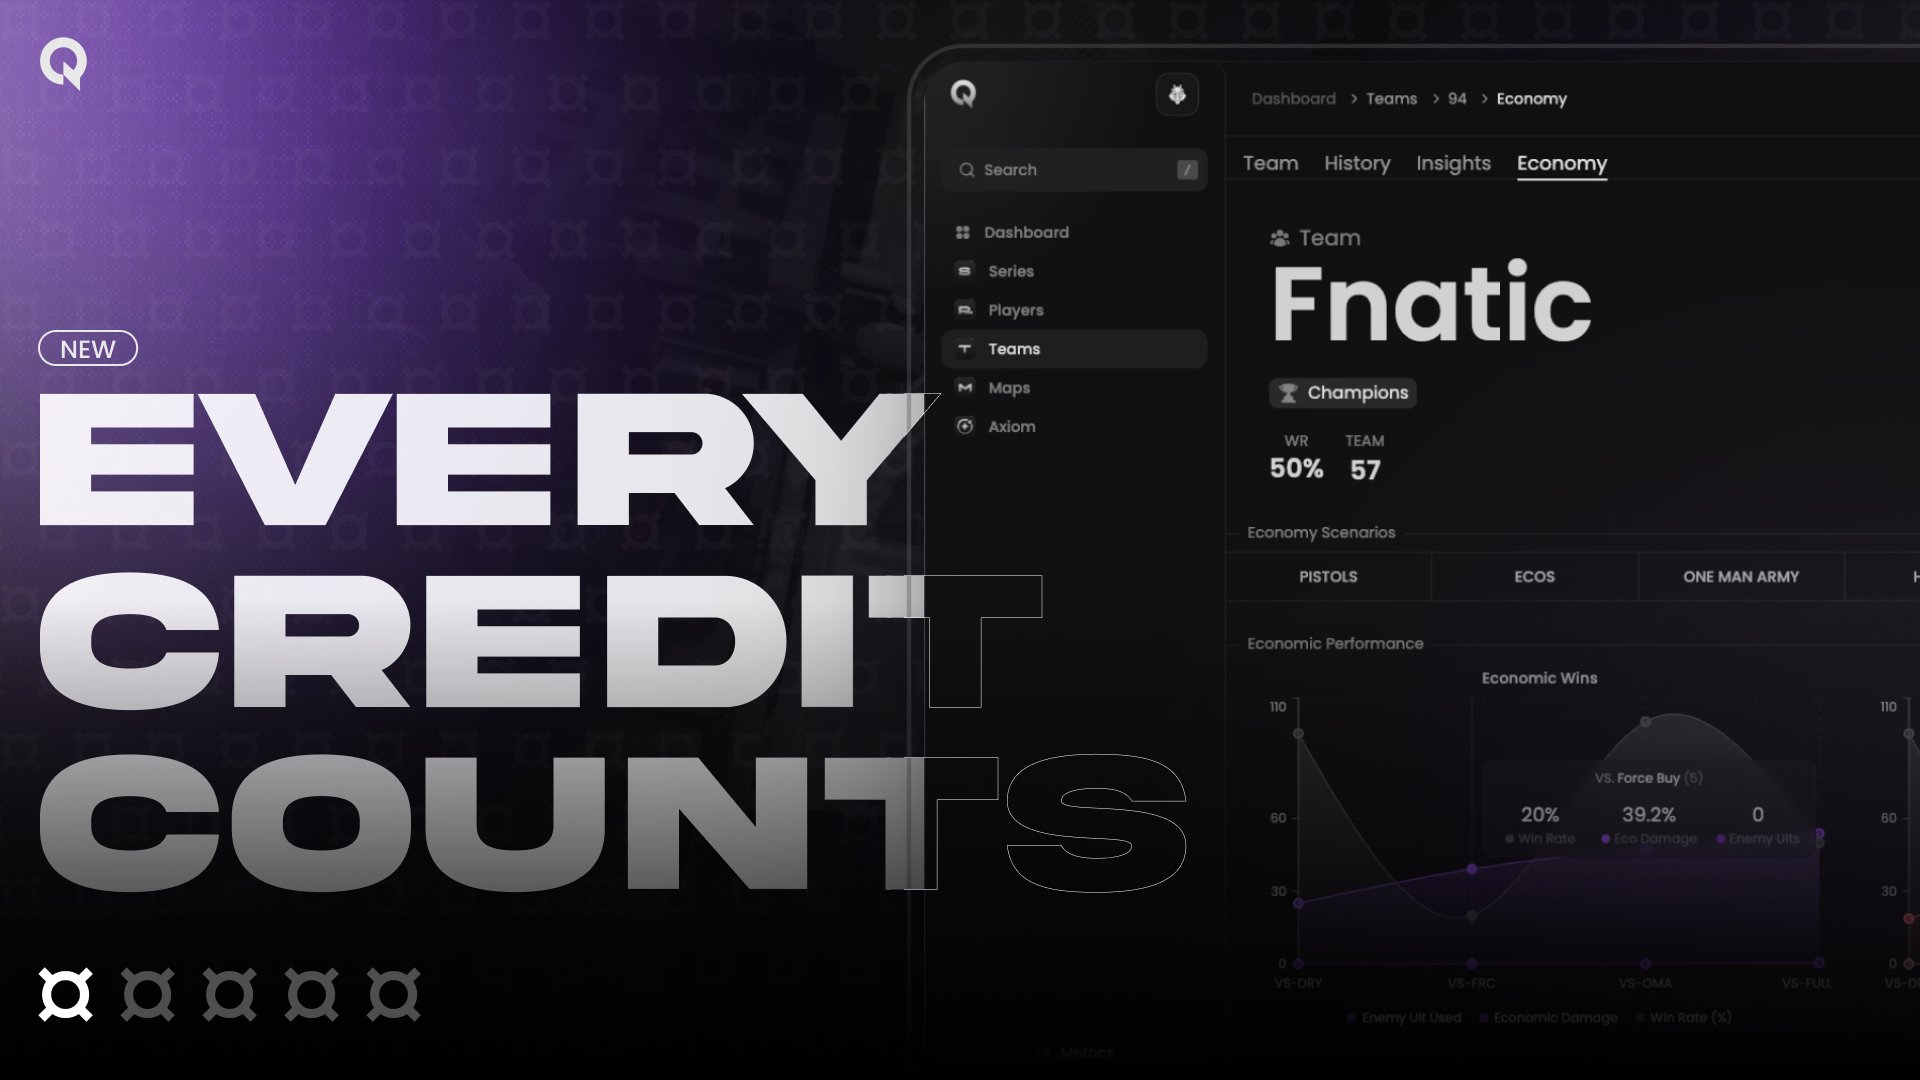 NEW
EVERY
CREDIT
COUNTS
Search /
Dashboard
Series
Players
Teams
Maps
Axiom
Metrics
Dashboard > Teams > 94 > Economy
Team History Insights Economy
Team
Fnatic
Champions
WR TEAM
50% 57
Economy Scenarios
PISTOLS ECOS ONE MAN ARMY
Economic Performance
Economic Wins
110
60
30
0
VS. Force Buy (5)
20% 39.2% 0
Win Rate Eco Damage Enemy Ults
VS-DRY VS-FRC VS-OMA VS-FULL
Enemy Ult Used Economic Damage Win Rate (%)
110
60
30
0